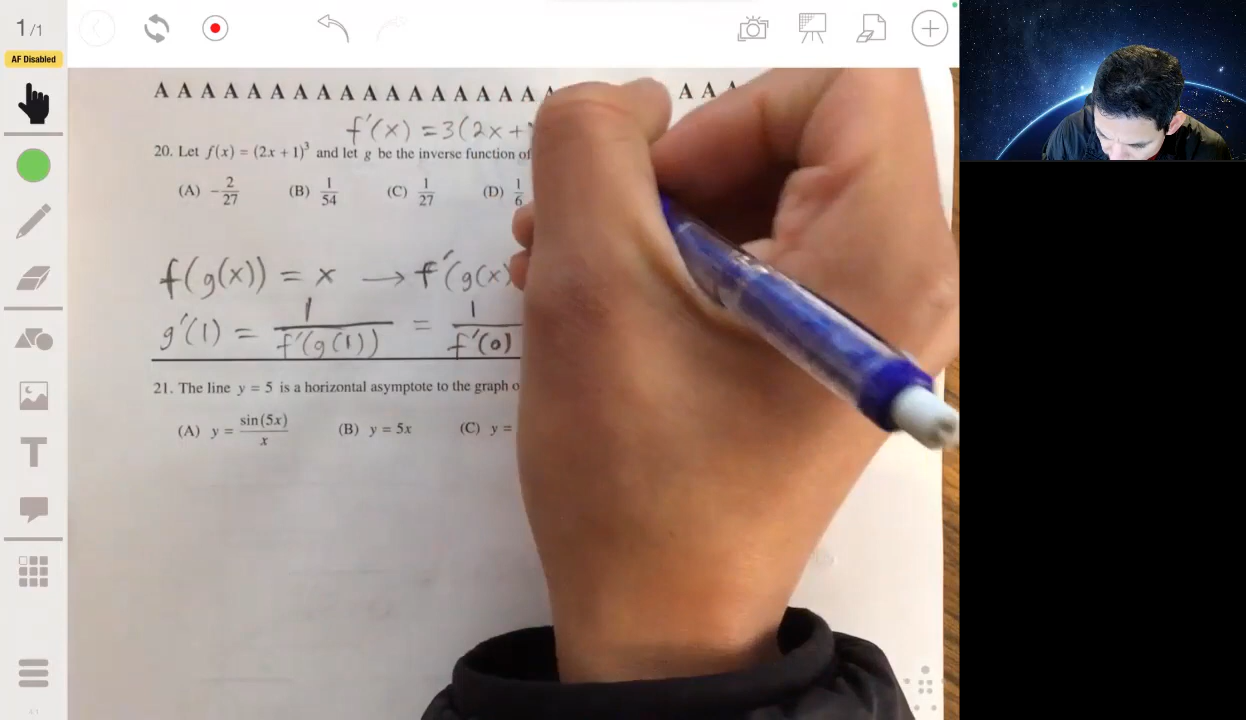 1/1
AF Disabled
A A A A A A A A A A A A A A A A A A A A A
f'(x) = 3(2x +
20. Let f(x) = (2x + 1)³ and let g be the inverse function of
(A) -2/27 (B) 1/54 (C) 1/27 (D) 1/6
f(g(x)) = x → f'(g(x)
g'(1) = 1/f'(g(1)) = 1/f'(0)
21. The line y = 5 is a horizontal asymptote to the graph o
(A) y = sin(5x)/x (B) y = 5x (C) y =
T